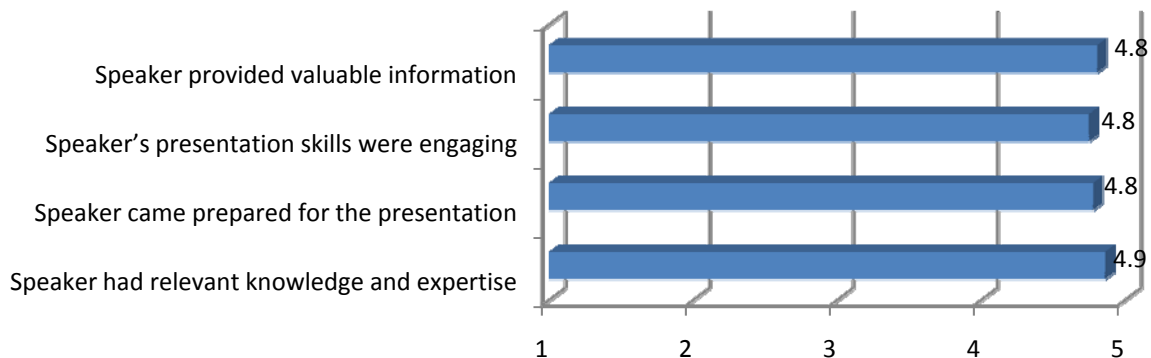 Speaker provided valuable information
4.8
Speaker’s presentation skills were engaging
4.8
Speaker came prepared for the presentation
4.8
Speaker had relevant knowledge and expertise
4.9
1 2 3 4 5